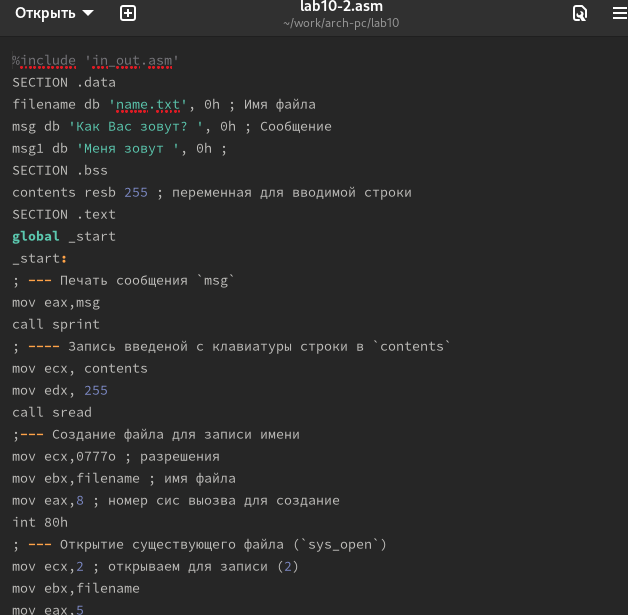 Открыть
lab10-2.asm
~/work/arch-pc/lab10
%include 'in_out.asm'
SECTION .data
filename db 'name.txt', 0h ; Имя файла
msg db 'Как Вас зовут? ', 0h ; Сообщение
msg1 db 'Меня зовут ', 0h ;
SECTION .bss
contents resb 255 ; переменная для вводимой строки
SECTION .text
global _start
_start:
; --- Печать сообщения `msg`
mov eax,msg
call sprint
; ---- Запись введеной с клавиатуры строки в `contents`
mov ecx, contents
mov edx, 255
call sread
;--- Создание файла для записи имени
mov ecx,0777o ; разрешения
mov ebx,filename ; имя файла
mov eax,8 ; номер сис выозва для создание
int 80h
; --- Открытие существующего файла (`sys_open`)
mov ecx,2 ; открываем для записи (2)
mov ebx,filename
mov eax,5